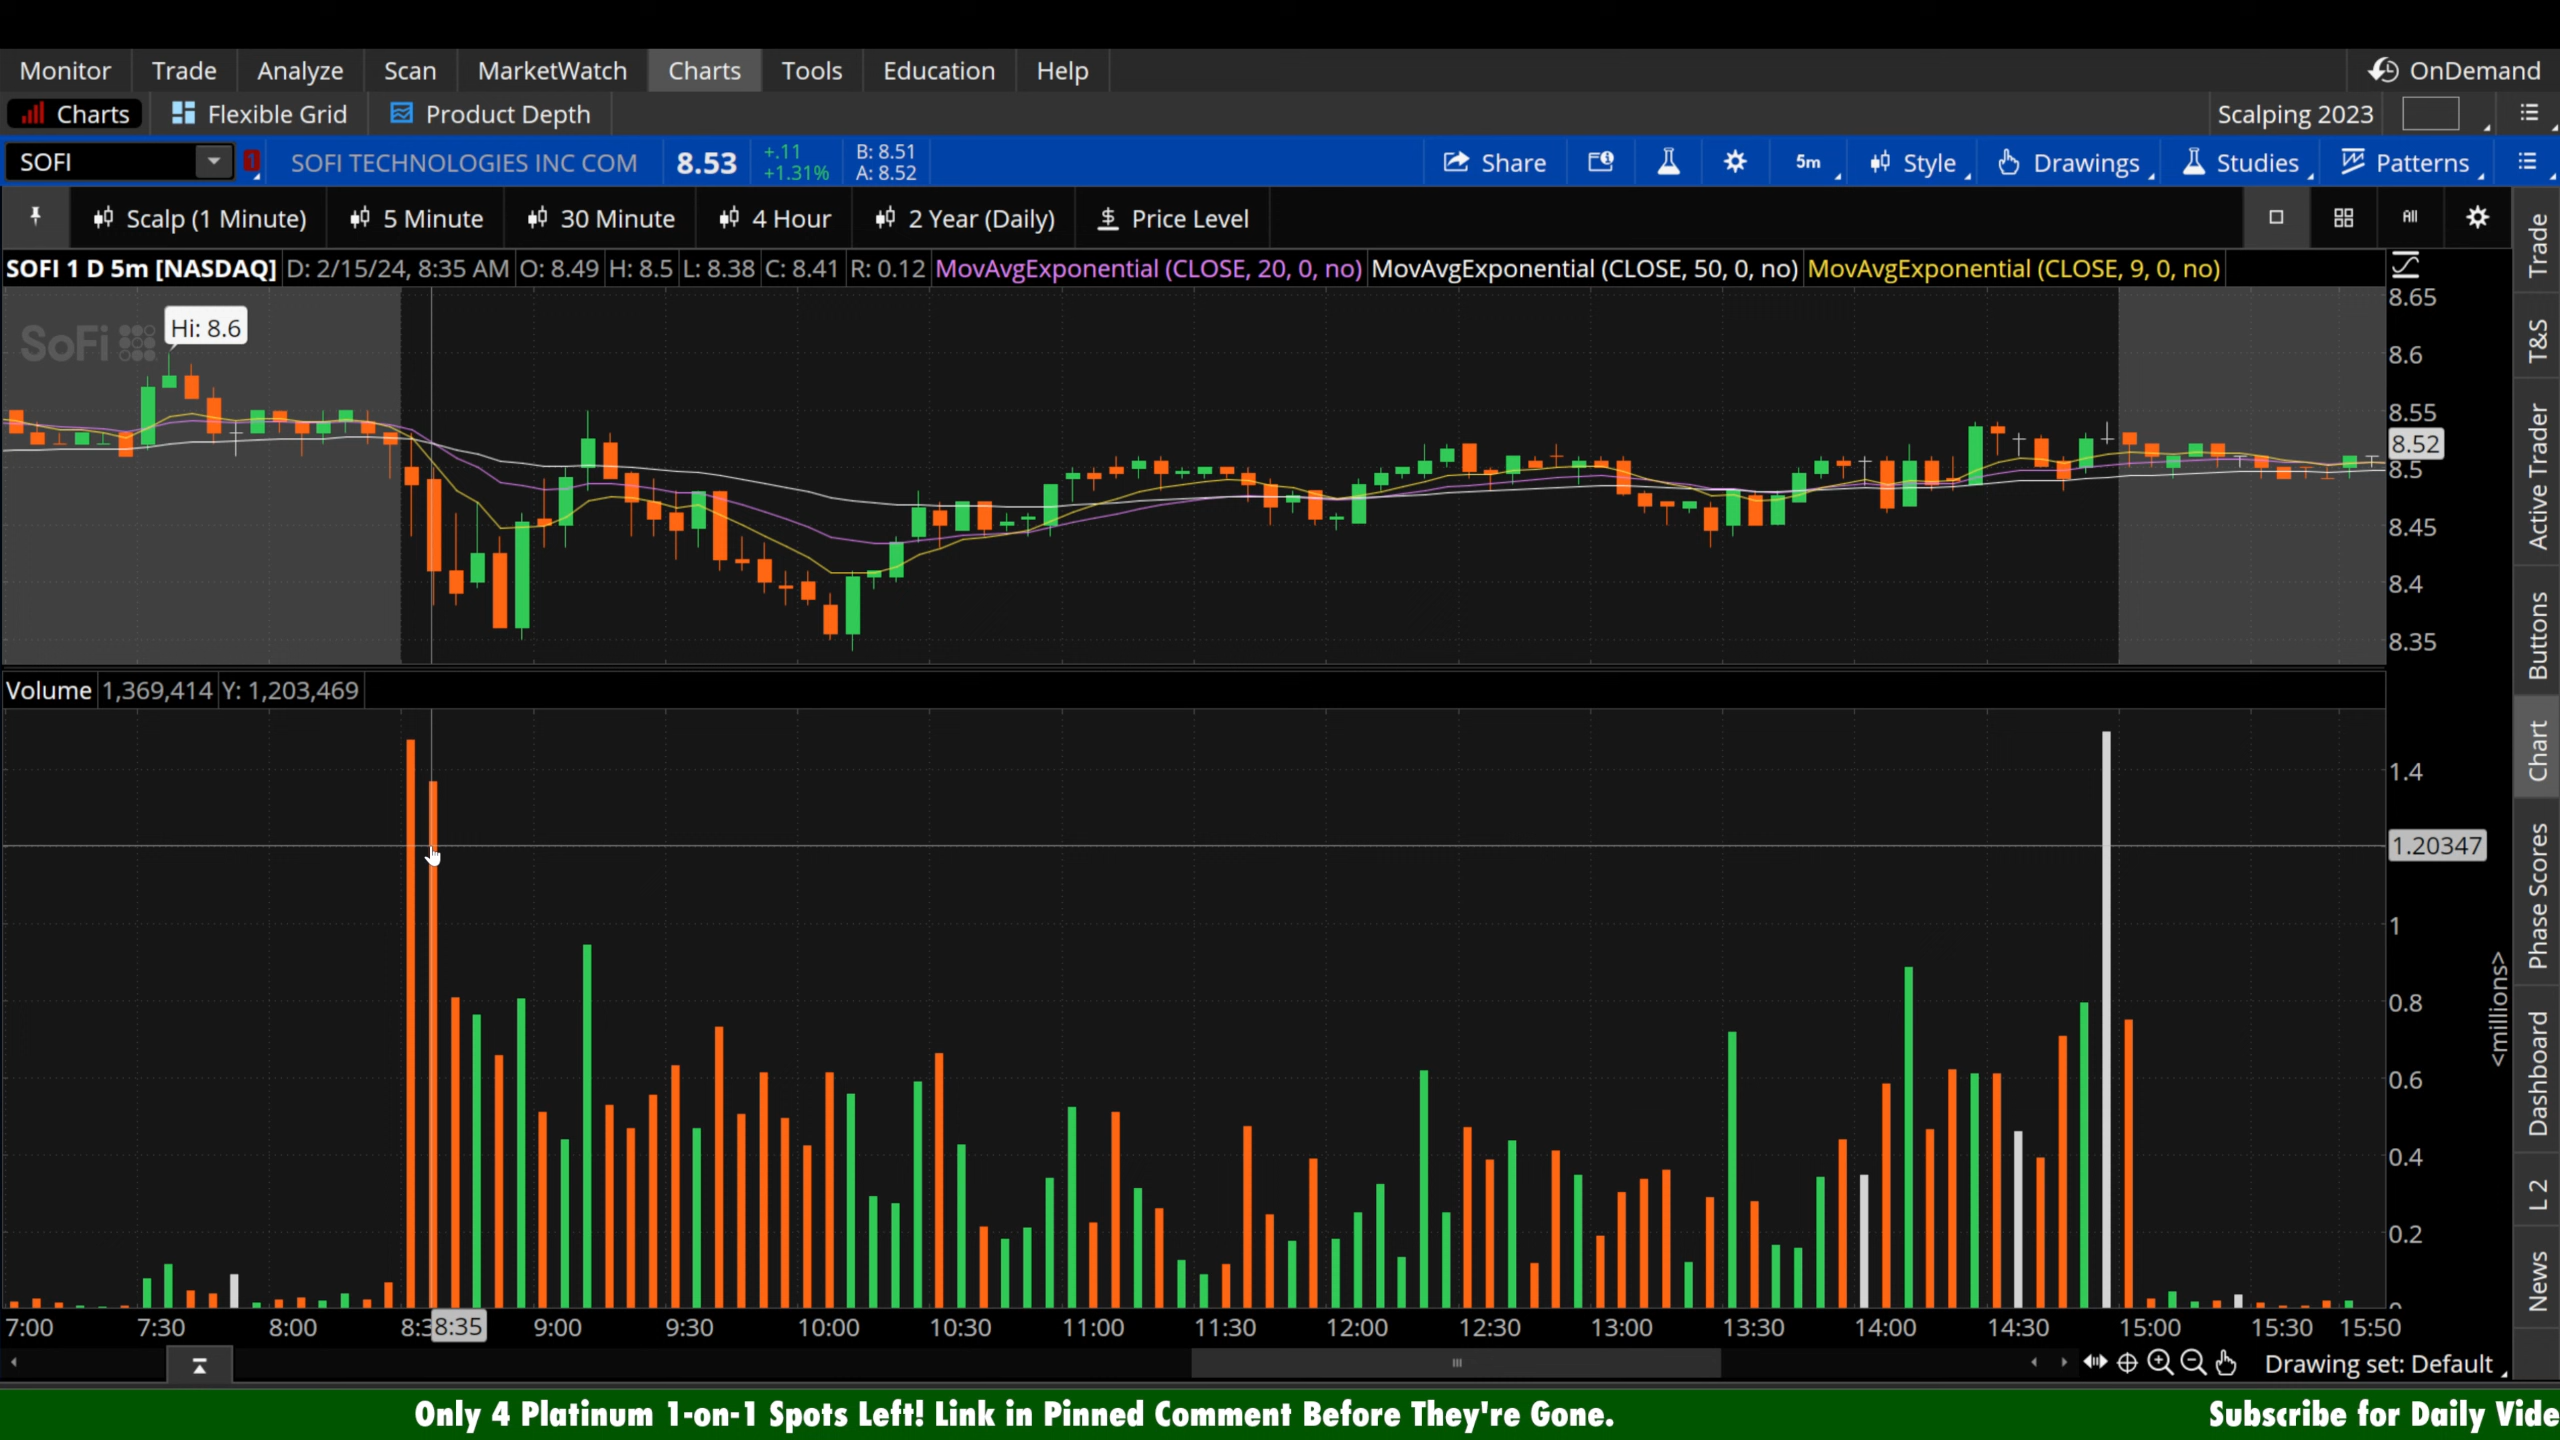 Monitor Trade Analyze Scan MarketWatch Charts Tools Education Help OnDemand
Charts Flexible Grid Product Depth Scalping 2023
SOFI 1 SOFI TECHNOLOGIES INC COM 8.53 +.11 +1.31% B: 8.51 A: 8.52 Share 5m Style Drawings Studies Patterns
Scalp (1 Minute) 5 Minute 30 Minute 4 Hour 2 Year (Daily) $ Price Level All
SOFI 1 D 5m [NASDAQ] D: 2/15/24, 8:35 AM O: 8.49 H: 8.5 L: 8.38 C: 8.41 R: 0.12 MovAvgExponential (CLOSE, 20, 0, no) MovAvgExponential (CLOSE, 50, 0, no) MovAvgExponential (CLOSE, 9, 0, no)
SoFi
Hi: 8.6
8.65
8.6
8.55
8.52
8.5
8.45
8.4
8.35
Volume 1,369,414 Y: 1,203,469
1.4
1.20347
1
0.8
0.6
0.4
0.2
0
<millions>
7:00 7:30 8:00 8:3 8:35 9:00 9:30 10:00 10:30 11:00 11:30 12:00 12:30 13:00 13:30 14:00 14:30 15:00 15:30 15:50
Drawing set: Default
Trade
T&S
Active Trader
Buttons
Chart
Phase Scores
Dashboard
L 2
News
Only 4 Platinum 1-on-1 Spots Left! Link in Pinned Comment Before They're Gone. Subscribe for Daily Vide